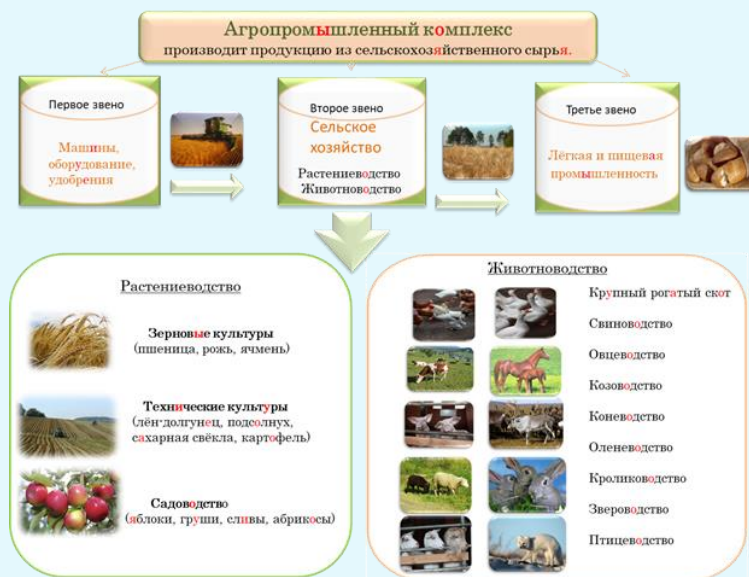 Агропромышленный комплекс
производит продукцию из сельскохозяйственного сырья.
Первое звено
Машины,
оборудование,
удобрения
Второе звено
Сельское
хозяйство
Растениеводство
Животноводство
Третье звено
Лёгкая и пищевая
промышленность
Растениеводство
Зерновые культуры
(пшеница, рожь, ячмень)
Технические культуры
(лён-долгунец, подсолнух,
сахарная свёкла, картофель)
Садоводство
(яблоки, груши, сливы, абрикосы)
Животноводство
Крупный рогатый скот
Свиноводство
Овцеводство
Козоводство
Коневодство
Оленеводство
Кролиководство
Звероводство
Птицеводство